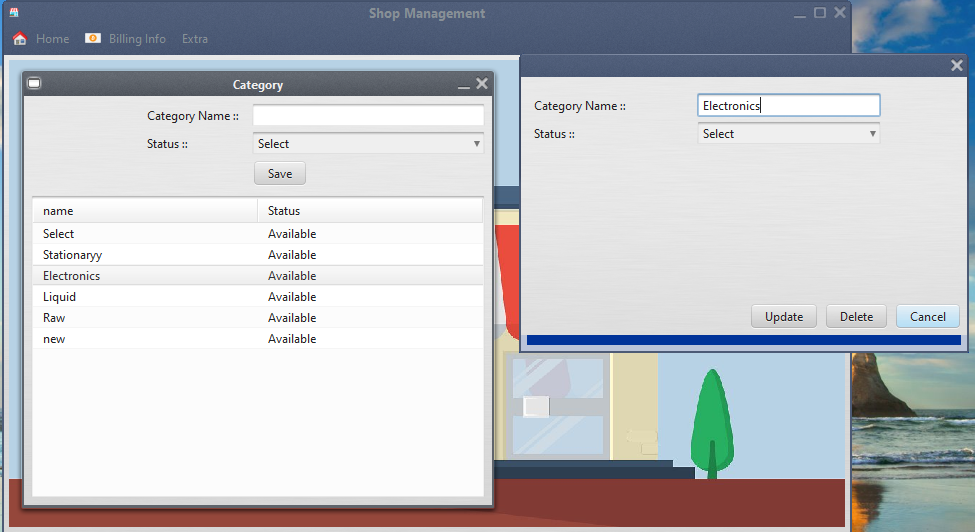 Shop Management
Home Billing Info Extra
Category
Category Name ::
Status :: Select
Save
name Status
Select Available
Stationaryy Available
Electronics Available
Liquid Available
Raw Available
new Available
Category Name :: Electronics
Status :: Select
Update Delete Cancel